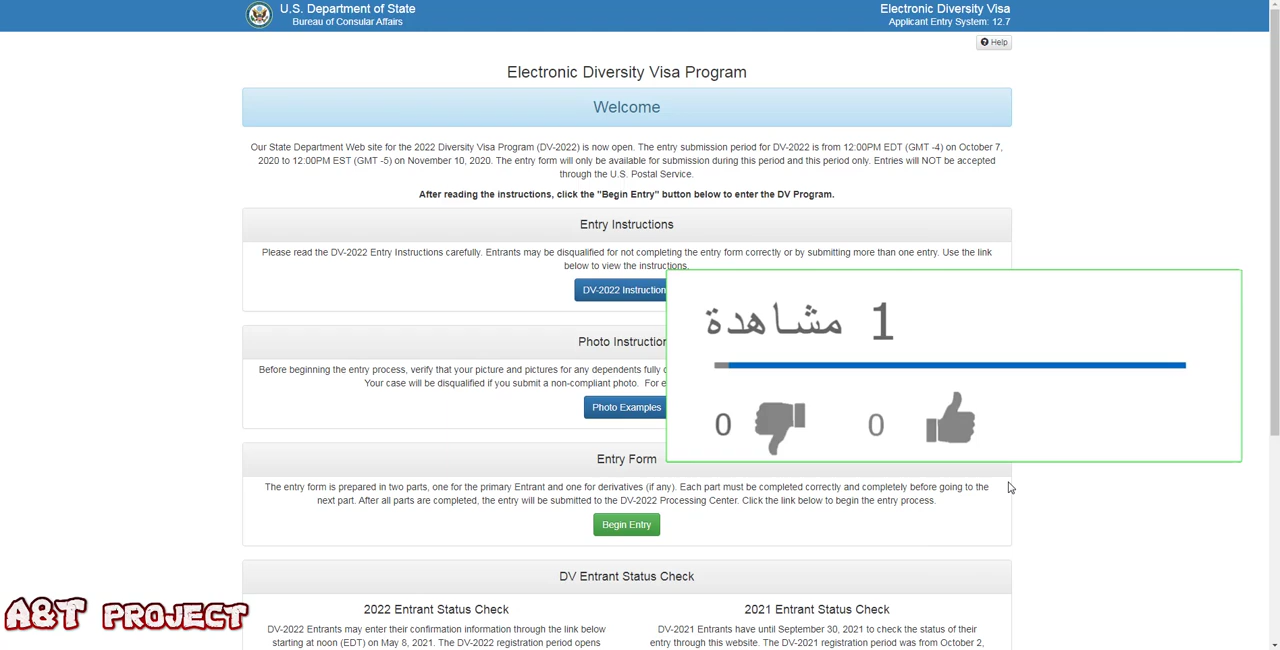 U.S. Department of State
Bureau of Consular Affairs
Electronic Diversity Visa
Applicant Entry System: 12.7
Help
Electronic Diversity Visa Program
Welcome
Our State Department Web site for the 2022 Diversity Visa Program (DV-2022) is now open. The entry submission period for DV-2022 is from 12:00PM EDT (GMT -4) on October 7,
2020 to 12:00PM EST (GMT -5) on November 10, 2020. The entry form will only be available for submission during this period and this period only. Entries will NOT be accepted
through the U.S. Postal Service.
After reading the instructions, click the "Begin Entry" button below to enter the DV Program.
Entry Instructions
Please read the DV-2022 Entry Instructions carefully. Entrants may be disqualified for not completing the entry form correctly or by submitting more than one entry. Use the link
below to view the instructions.
DV-2022 Instruction
Photo Instruction
Before beginning the entry process, verify that your picture and pictures for any dependents fully
Your case will be disqualified if you submit a non-compliant photo. For
Photo Examples
1 مشاهدة
0
0
Entry Form
The entry form is prepared in two parts, one for the primary Entrant and one for derivatives (if any). Each part must be completed correctly and completely before going to the
next part. After all parts are completed, the entry will be submitted to the DV-2022 Processing Center. Click the link below to begin the entry process.
Begin Entry
DV Entrant Status Check
2022 Entrant Status Check
DV-2022 Entrants may enter their confirmation information through the link below
starting at noon (EDT) on May 8, 2021. The DV-2022 registration period opens
2021 Entrant Status Check
DV-2021 Entrants have until September 30, 2021 to check the status of their
entry through this website. The DV-2021 registration period was from October 2,
A&T PROJECT